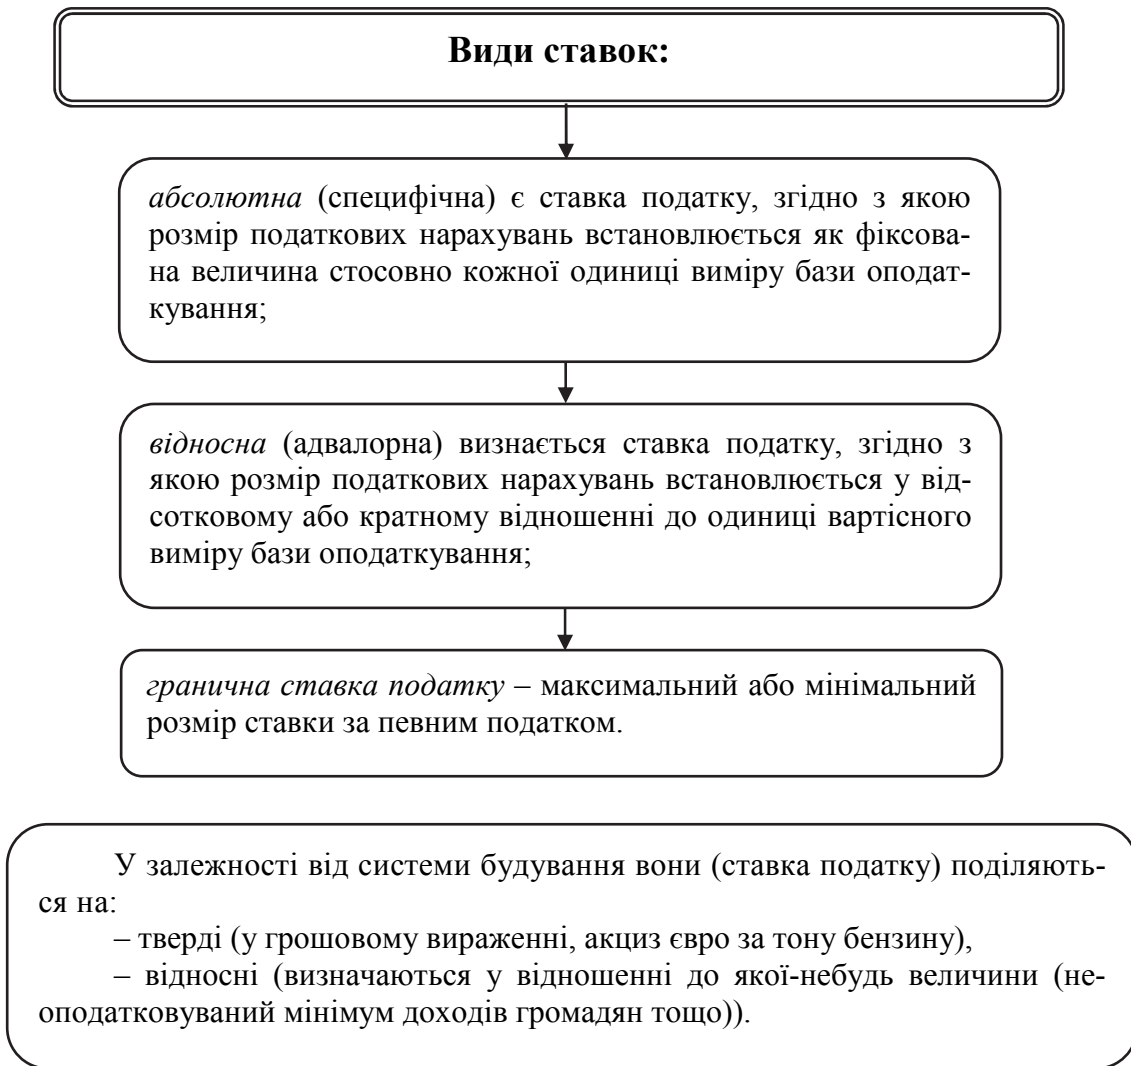 Види ставок:
абсолютна (специфічна) є ставка податку, згідно з якою
розмір податкових нарахувань встановлюється як фіксова-
на величина стосовно кожної одиниці виміру бази оподат-
кування;
відносна (адвалорна) визнається ставка податку, згідно з
якою розмір податкових нарахувань встановлюється у від-
сотковому або кратному відношенні до одиниці вартісного
виміру бази оподаткування;
гранична ставка податку – максимальний або мінімальний
розмір ставки за певним податком.
У залежності від системи будування вони (ставка податку) поділяють-
ся на:
– тверді (у грошовому вираженні, акциз євро за тону бензину),
– відносні (визначаються у відношенні до якої-небудь величини (не-
оподатковуваний мінімум доходів громадян тощо)).